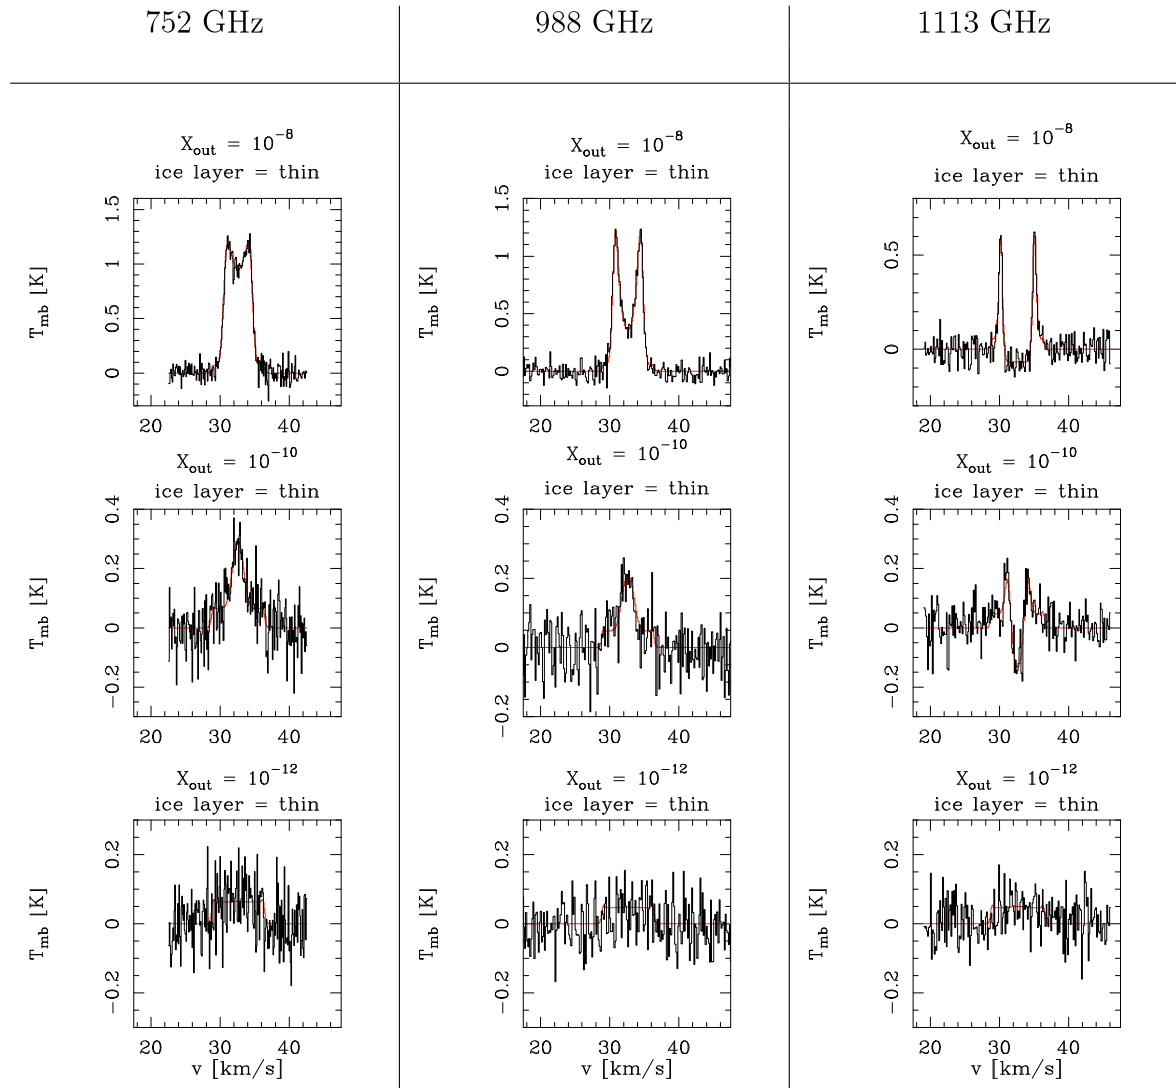 752 GHz
988 GHz
1113 GHz
X_out = 10^-8
ice layer = thin
T_mb [K]
1.5
1
0.5
0
20 30 40
X_out = 10^-8
ice layer = thin
T_mb [K]
1.5
1
0.5
0
20 30 40
X_out = 10^-8
ice layer = thin
T_mb [K]
0.5
0
20 30 40
X_out = 10^-10
ice layer = thin
T_mb [K]
0.4
0.2
0
−0.2
20 30 40
X_out = 10^-10
ice layer = thin
T_mb [K]
0.4
0.2
0
−0.2
20 30 40
X_out = 10^-10
ice layer = thin
T_mb [K]
0.4
0.2
0
−0.2
20 30 40
X_out = 10^-12
ice layer = thin
T_mb [K]
0.2
0
−0.2
20 30 40
v [km/s]
X_out = 10^-12
ice layer = thin
T_mb [K]
0.2
0
−0.2
20 30 40
v [km/s]
X_out = 10^-12
ice layer = thin
T_mb [K]
0.2
0
−0.2
20 30 40
v [km/s]